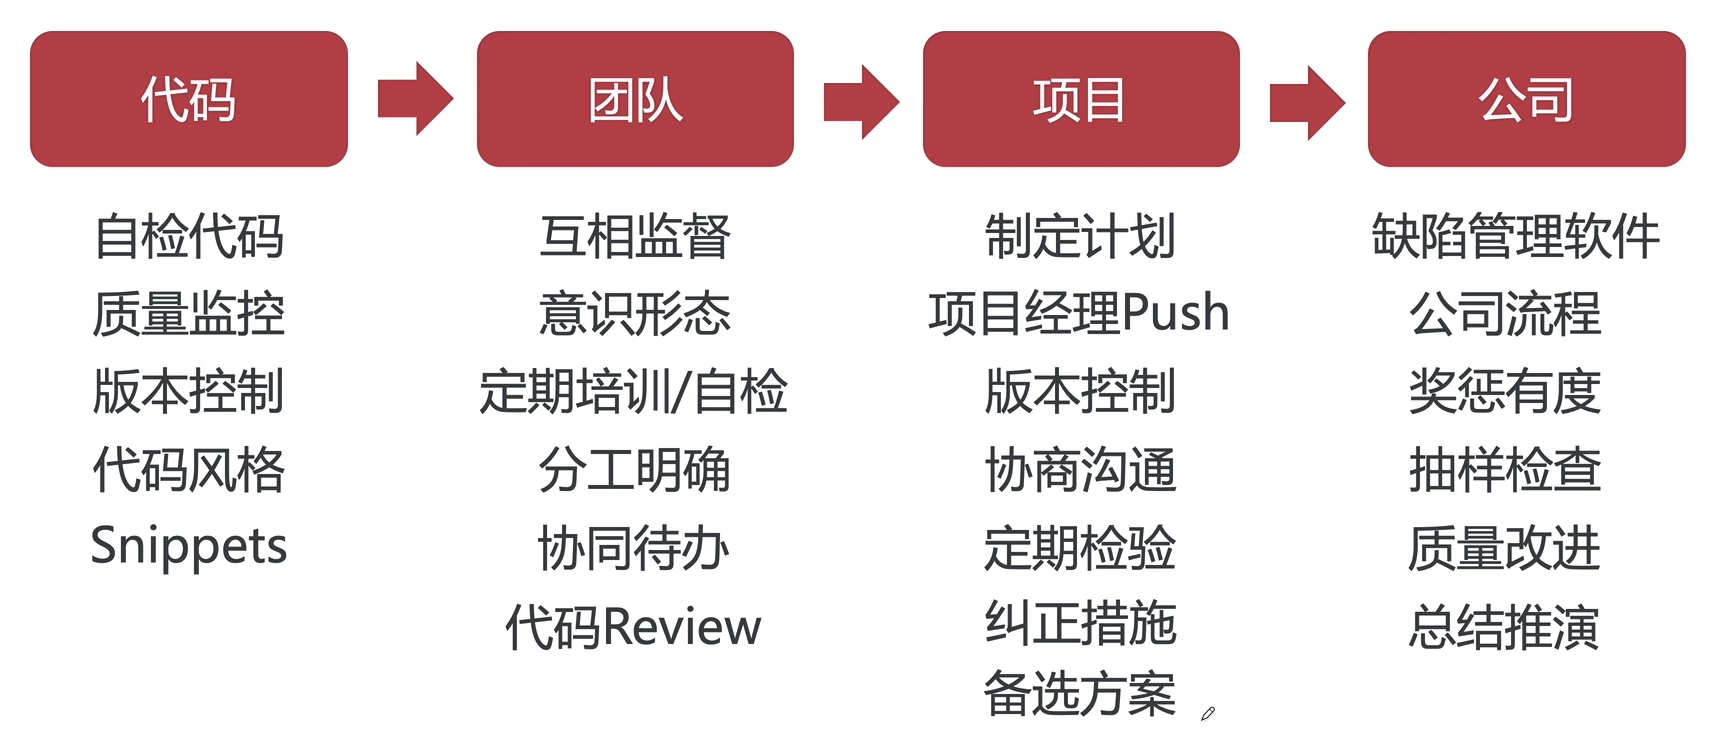 代码
自检代码
质量监控
版本控制
代码风格
Snippets
团队
互相监督
意识形态
定期培训/自检
分工明确
协同待办
代码Review
项目
制定计划
项目经理Push
版本控制
协商沟通
定期检验
纠正措施
备选方案
公司
缺陷管理软件
公司流程
奖惩有度
抽样检查
质量改进
总结推演